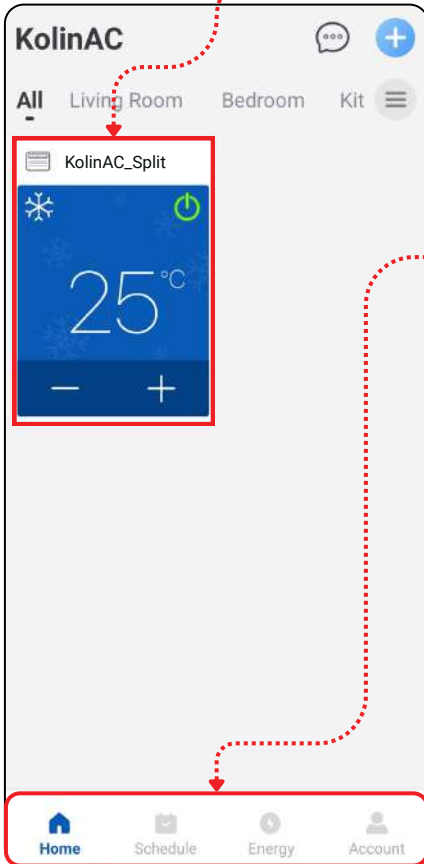 KolinAC
All Living Room Bedroom Kit
KolinAC_Split
25°C
− +
Home Schedule Energy Account